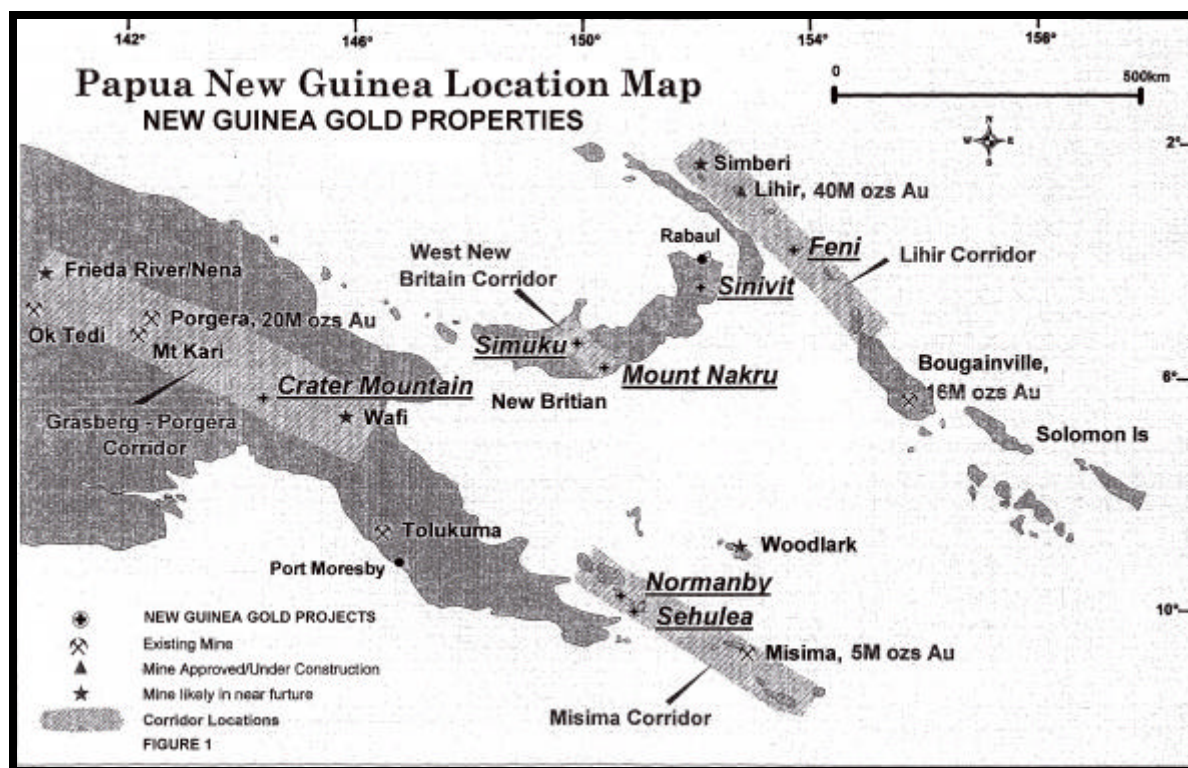 142°
146°
150°
154°
156°
Papua New Guinea Location Map
NEW GUINEA GOLD PROPERTIES
0
500km
N
W
E
S
2°
Simberi
Lihir, 40M ozs Au
Rabaul
Feni
West New
Britain Corridor
Lihir Corridor
Frieda River/Nena
Sinivit
Ok Tedi
Porgera, 20M ozs Au
Mt Kari
Simuku
Bougainville,
16M ozs Au
6°
Crater Mountain
Mount Nakru
New Britian
Wafi
Grasberg - Porgera
Corridor
Solomon Is
Tolukuma
Woodlark
Port Moresby
Normanby
Sehulea
10°
Misima, 5M ozs Au
Misima Corridor
NEW GUINEA GOLD PROJECTS
Existing Mine
Mine Approved/Under Construction
Mine likely in near furture
Corridor Locations
FIGURE 1